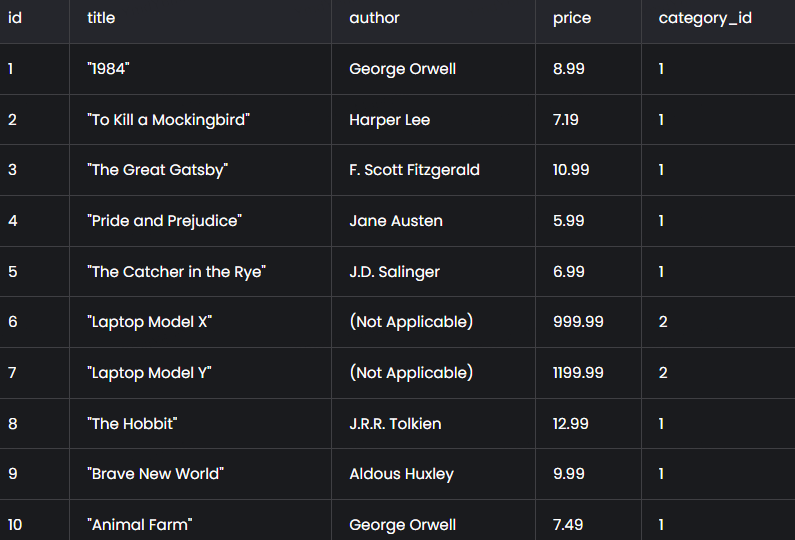 id title author price category_id
1 "1984" George Orwell 8.99 1
2 "To Kill a Mockingbird" Harper Lee 7.19 1
3 "The Great Gatsby" F. Scott Fitzgerald 10.99 1
4 "Pride and Prejudice" Jane Austen 5.99 1
5 "The Catcher in the Rye" J.D. Salinger 6.99 1
6 "Laptop Model X" (Not Applicable) 999.99 2
7 "Laptop Model Y" (Not Applicable) 1199.99 2
8 "The Hobbit" J.R.R. Tolkien 12.99 1
9 "Brave New World" Aldous Huxley 9.99 1
10 "Animal Farm" George Orwell 7.49 1